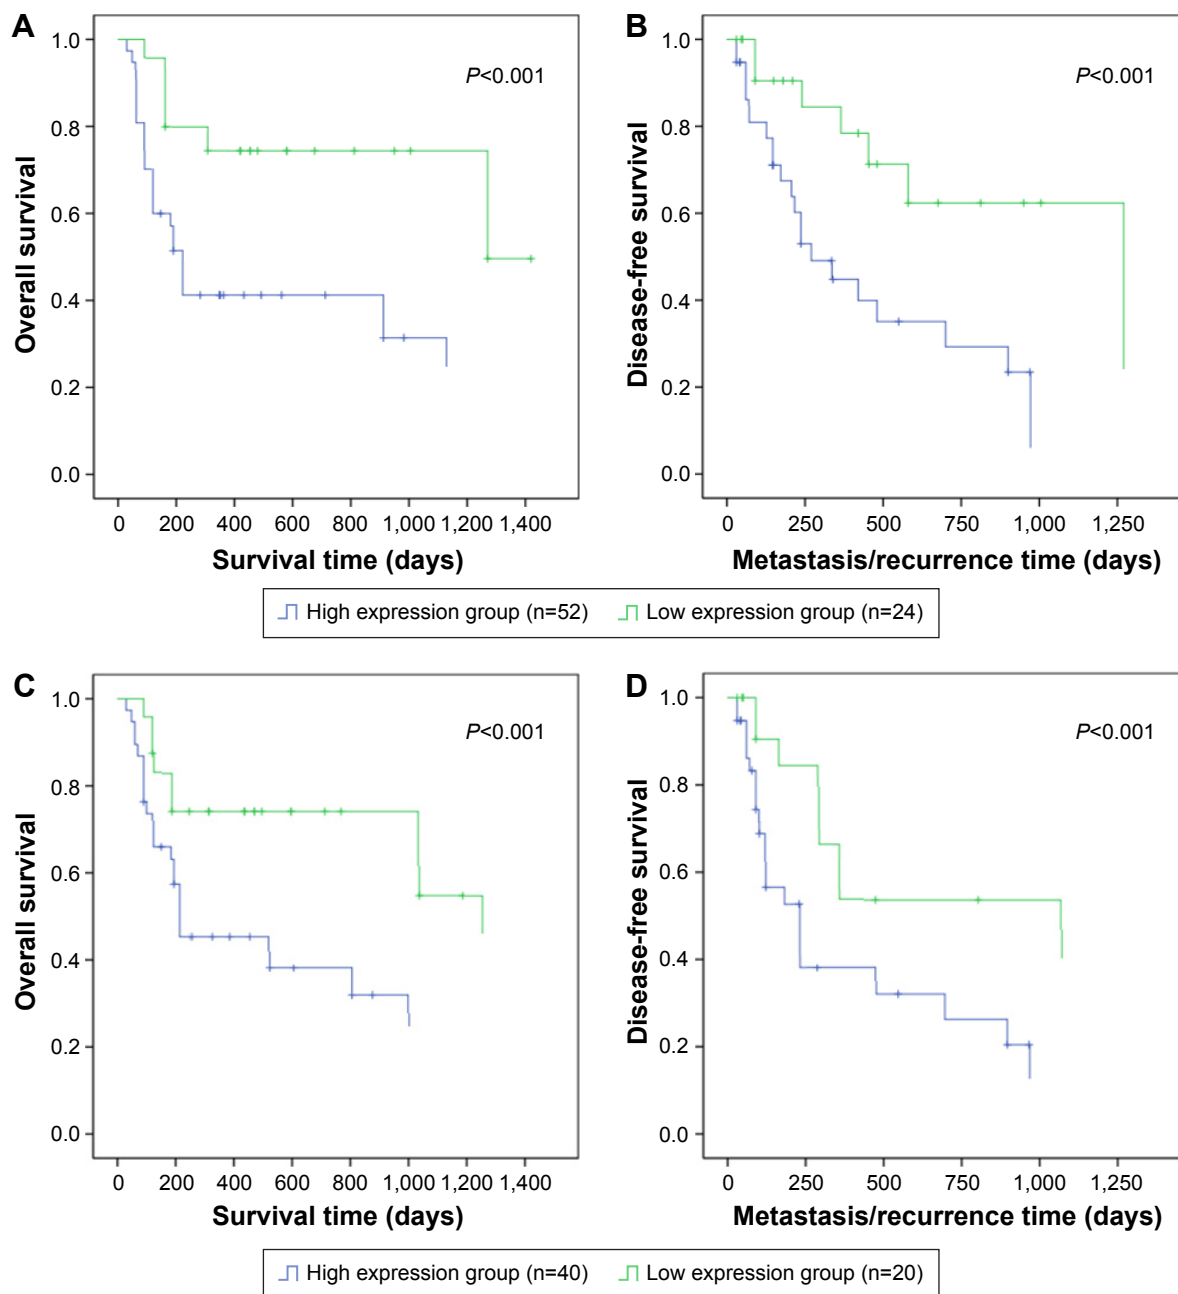 A
P<0.001
Overall survival
1.0
0.8
0.6
0.4
0.2
0.0
0 200 400 600 800 1,000 1,200 1,400
Survival time (days)
B
P<0.001
Disease-free survival
1.0
0.8
0.6
0.4
0.2
0.0
0 250 500 750 1,000 1,250
Metastasis/recurrence time (days)
High expression group (n=52) Low expression group (n=24)
C
P<0.001
Overall survival
1.0
0.8
0.6
0.4
0.2
0.0
0 200 400 600 800 1,000 1,200 1,400
Survival time (days)
D
P<0.001
Disease-free survival
1.0
0.8
0.6
0.4
0.2
0.0
0 250 500 750 1,000 1,250
Metastasis/recurrence time (days)
High expression group (n=40) Low expression group (n=20)